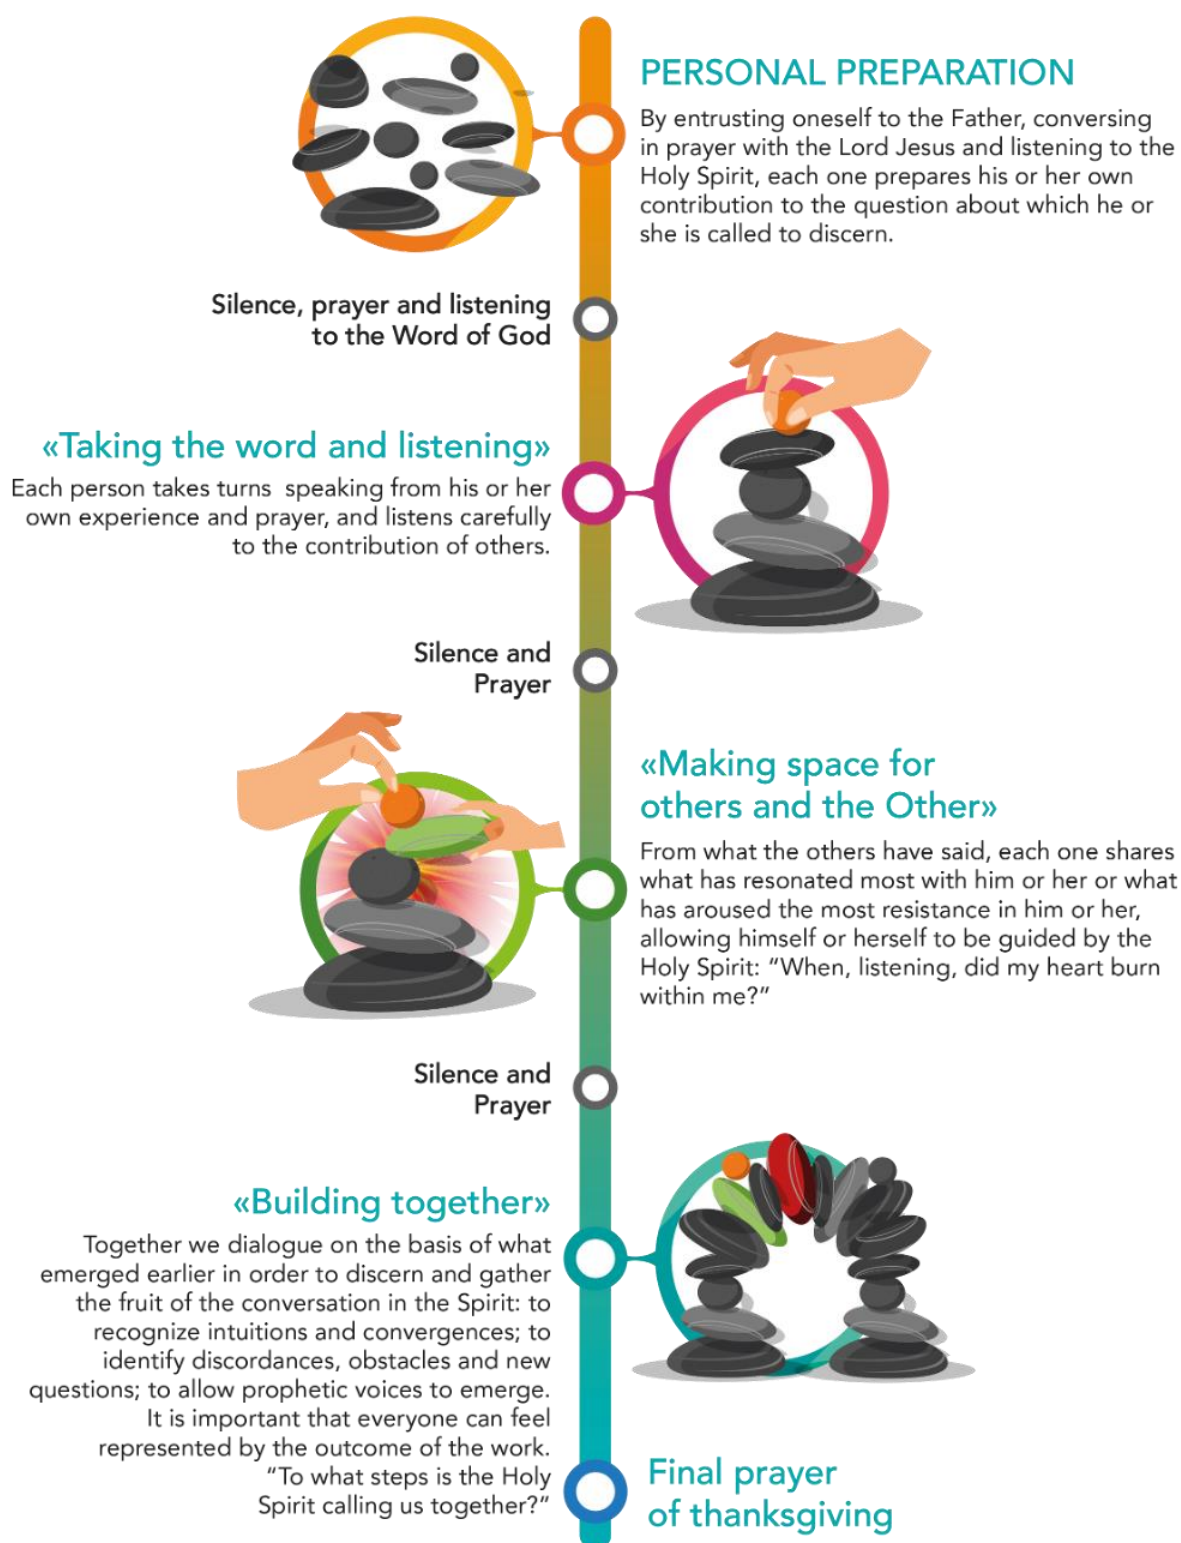 PERSONAL PREPARATION
By entrusting oneself to the Father, conversing
in prayer with the Lord Jesus and listening to the
Holy Spirit, each one prepares his or her own
contribution to the question about which he or
she is called to discern.
Silence, prayer and listening
to the Word of God
«Taking the word and listening»
Each person takes turns speaking from his or her
own experience and prayer, and listens carefully
to the contribution of others.
Silence and
Prayer
«Making space for
others and the Other»
From what the others have said, each one shares
what has resonated most with him or her or what
has aroused the most resistance in him or her,
allowing himself or herself to be guided by the
Holy Spirit: “When, listening, did my heart burn
within me?”
Silence and
Prayer
«Building together»
Together we dialogue on the basis of what
emerged earlier in order to discern and gather
the fruit of the conversation in the Spirit: to
recognize intuitions and convergences; to
identify discordances, obstacles and new
questions; to allow prophetic voices to emerge.
It is important that everyone can feel
represented by the outcome of the work.
“To what steps is the Holy
Spirit calling us together?”
Final prayer
of thanksgiving